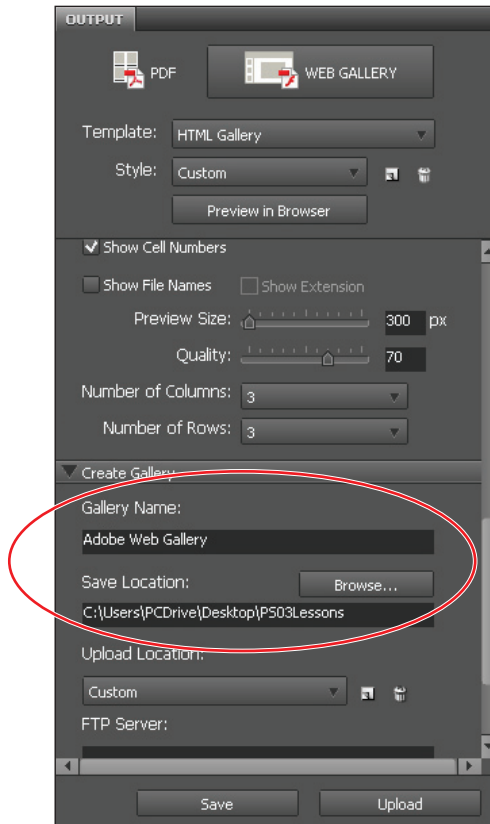 OUTPUT
PDF
WEB GALLERY
Template: HTML Gallery
Style: Custom
Preview in Browser
Show Cell Numbers
Show File Names Show Extension
Preview Size: 300 px
Quality: 70
Number of Columns: 3
Number of Rows: 3
Create Gallery
Gallery Name:
Adobe Web Gallery
Save Location: Browse...
C:\Users\PCDrive\Desktop\PS03Lessons
Upload Location:
Custom
FTP Server:
Save Upload